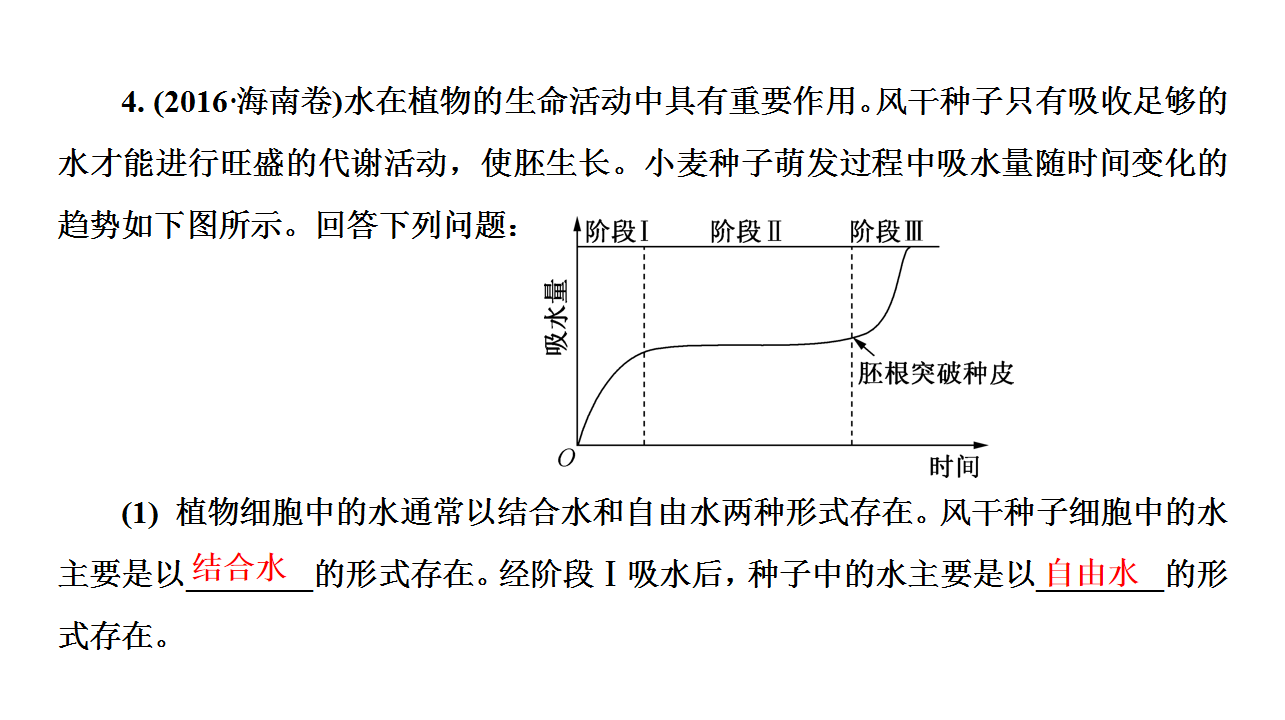 4. (2016·海南卷)水在植物的生命活动中具有重要作用。风干种子只有吸收足够的
水才能进行旺盛的代谢活动，使胚生长。小麦种子萌发过程中吸水量随时间变化的
趋势如下图所示。回答下列问题：
阶段Ⅰ 阶段Ⅱ 阶段Ⅲ
吸水量
胚根突破种皮
O
时间
(1) 植物细胞中的水通常以结合水和自由水两种形式存在。风干种子细胞中的水
主要是以结合水的形式存在。经阶段Ⅰ吸水后，种子中的水主要是以自由水的形
式存在。